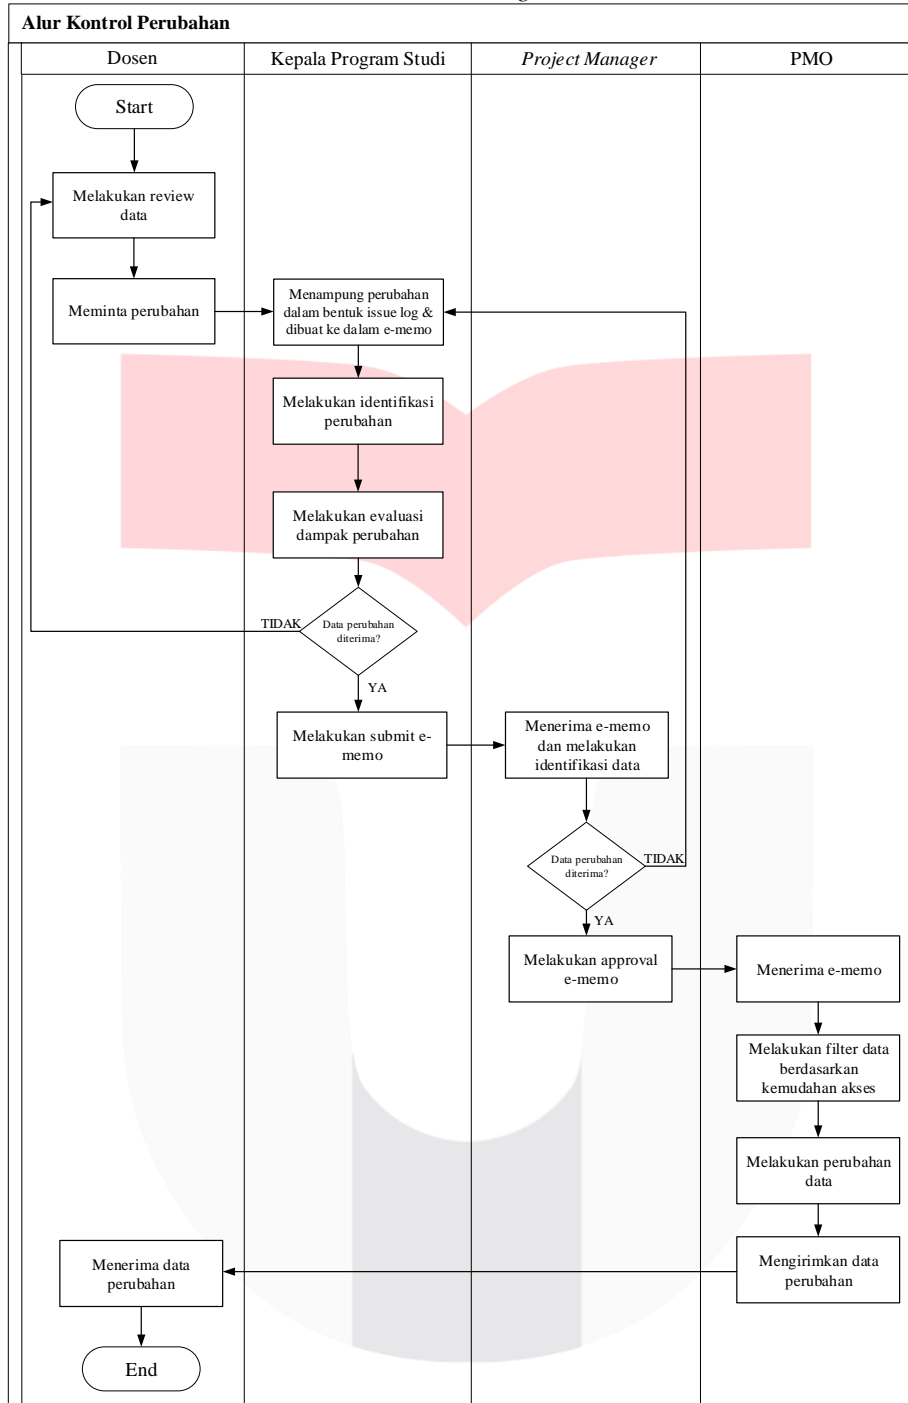 Alur Kontrol Perubahan
Dosen
Kepala Program Studi
Project Manager
PMO
Start
Melakukan review
data
Meminta perubahan
Menampung perubahan
dalam bentuk issue log &
dibuat ke dalam e-memo
Melakukan identifikasi
perubahan
Melakukan evaluasi
dampak perubahan
TIDAK
Data perubahan
diterima?
YA
Melakukan submit e-
memo
Menerima e-memo
dan melakukan
identifikasi data
Data perubahan
diterima?
TIDAK
YA
Melakukan approval
e-memo
Menerima e-memo
Melakukan filter data
berdasarkan
kemudahan akses
Melakukan perubahan
data
Mengirimkan data
perubahan
Menerima data
perubahan
End